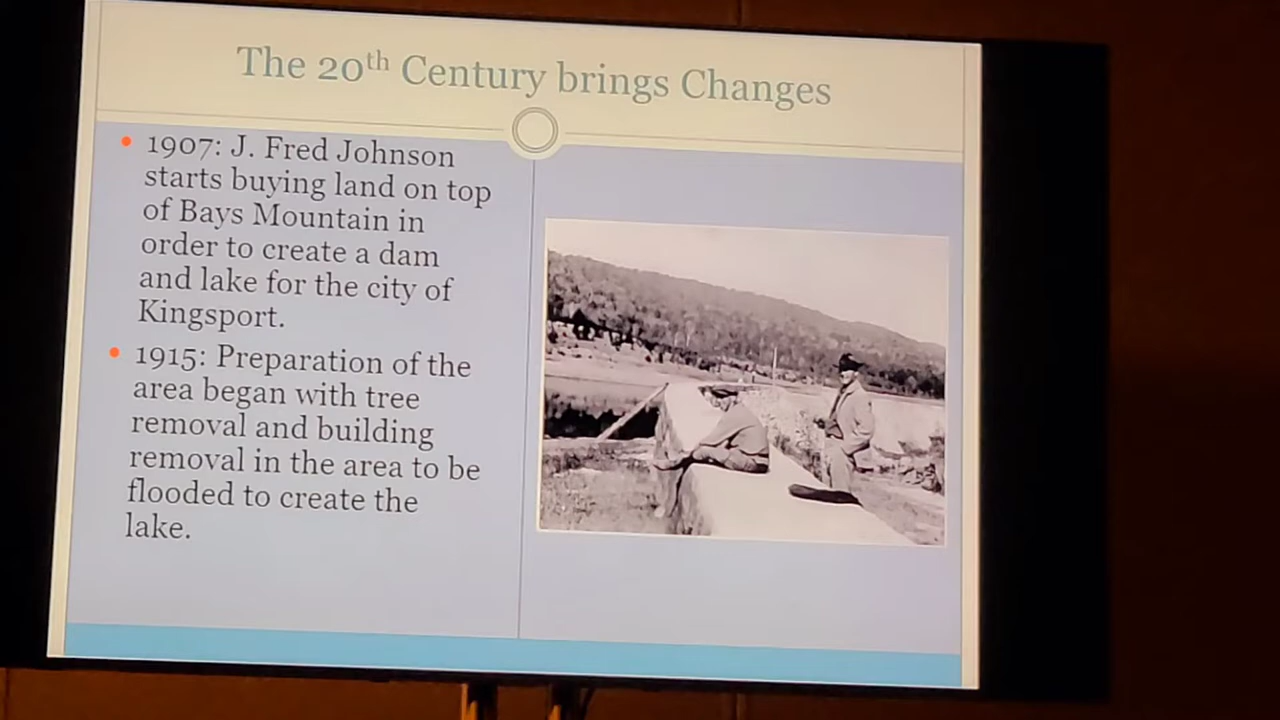 The 20th Century brings Changes
• 1907: J. Fred Johnson
starts buying land on top
of Bays Mountain in
order to create a dam
and lake for the city of
Kingsport.
• 1915: Preparation of the
area began with tree
removal and building
removal in the area to be
flooded to create the
lake.